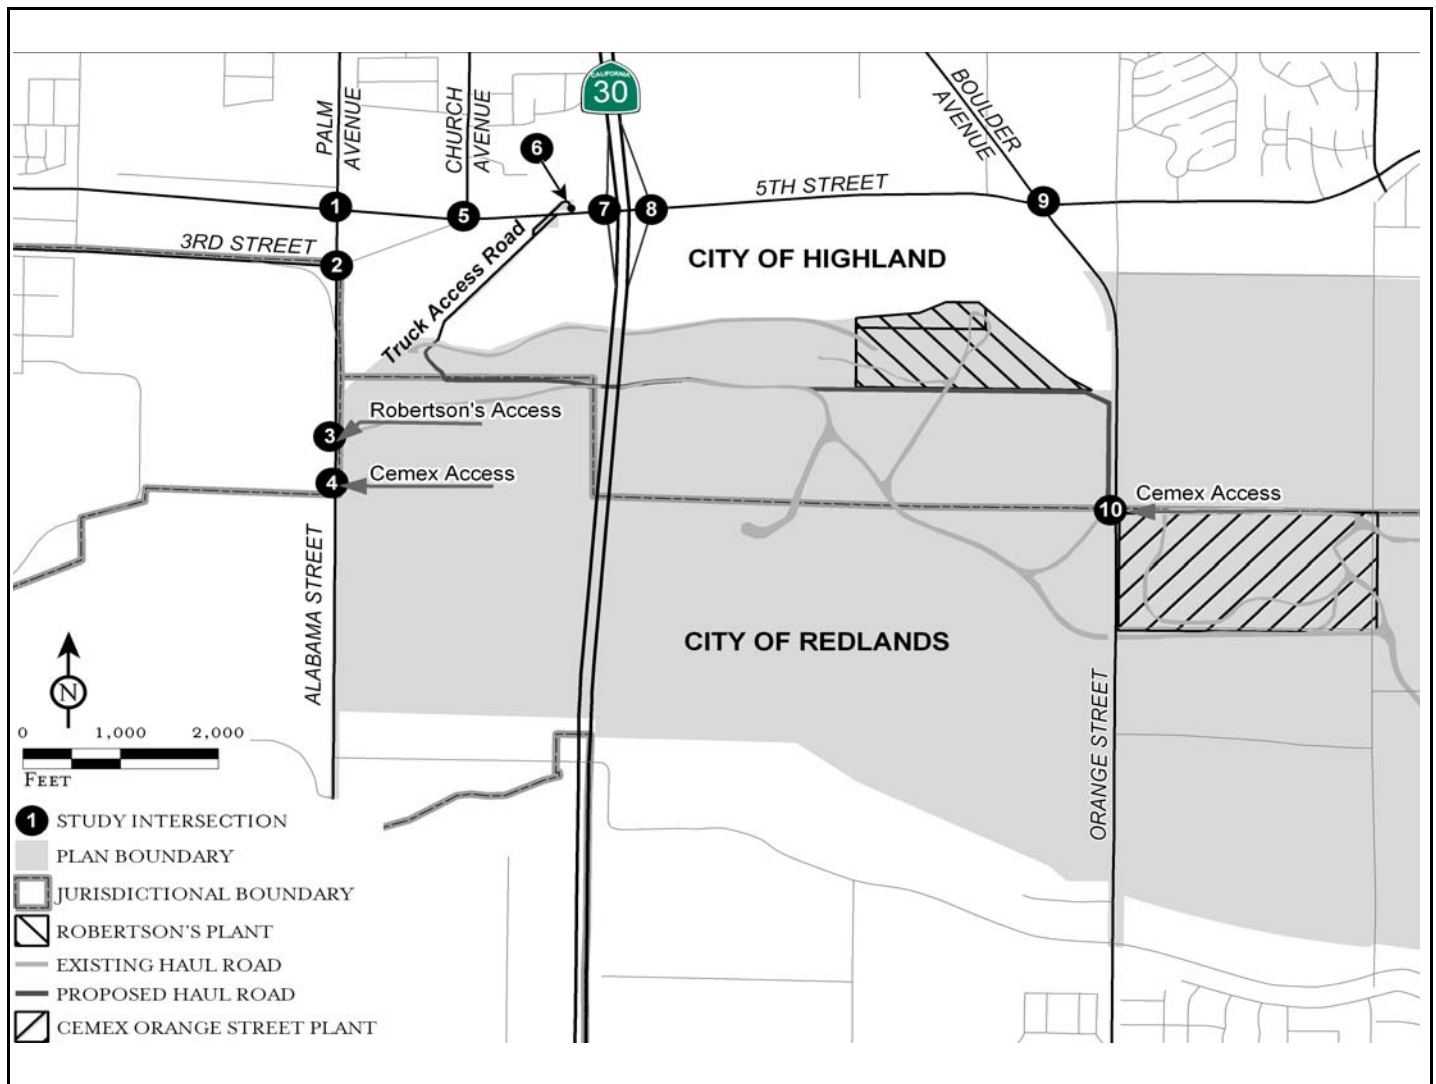 CALIFORNIA
30
PALM
AVENUE
CHURCH
AVENUE
BOULDER
AVENUE
6
5TH STREET
1
5
7
8
9
3RD STREET
2
Truck Access Road
CITY OF HIGHLAND
Robertson's Access
3
Cemex Access
4
Cemex Access
10
ALABAMA STREET
CITY OF REDLANDS
ORANGE STREET
N
0 1,000 2,000
FEET
1 STUDY INTERSECTION
PLAN BOUNDARY
JURISDICTIONAL BOUNDARY
ROBERTSON'S PLANT
EXISTING HAUL ROAD
PROPOSED HAUL ROAD
CEMEX ORANGE STREET PLANT